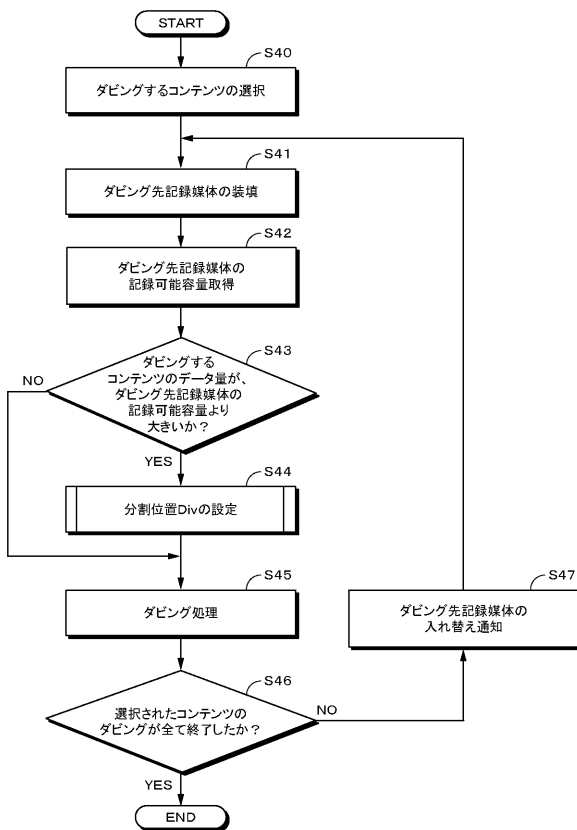 START
S40
ダビングするコンテンツの選択
S41
ダビング先記録媒体の装填
S42
ダビング先記録媒体の
記録可能容量取得
S43
ダビングする
コンテンツのデータ量が、
ダビング先記録媒体の
記録可能容量より
大きいか？
NO
YES
S44
分割位置Divの設定
S45
ダビング処理
S47
ダビング先記録媒体の
入れ替え通知
S46
選択されたコンテンツの
ダビングが全て終了したか？
NO
YES
END